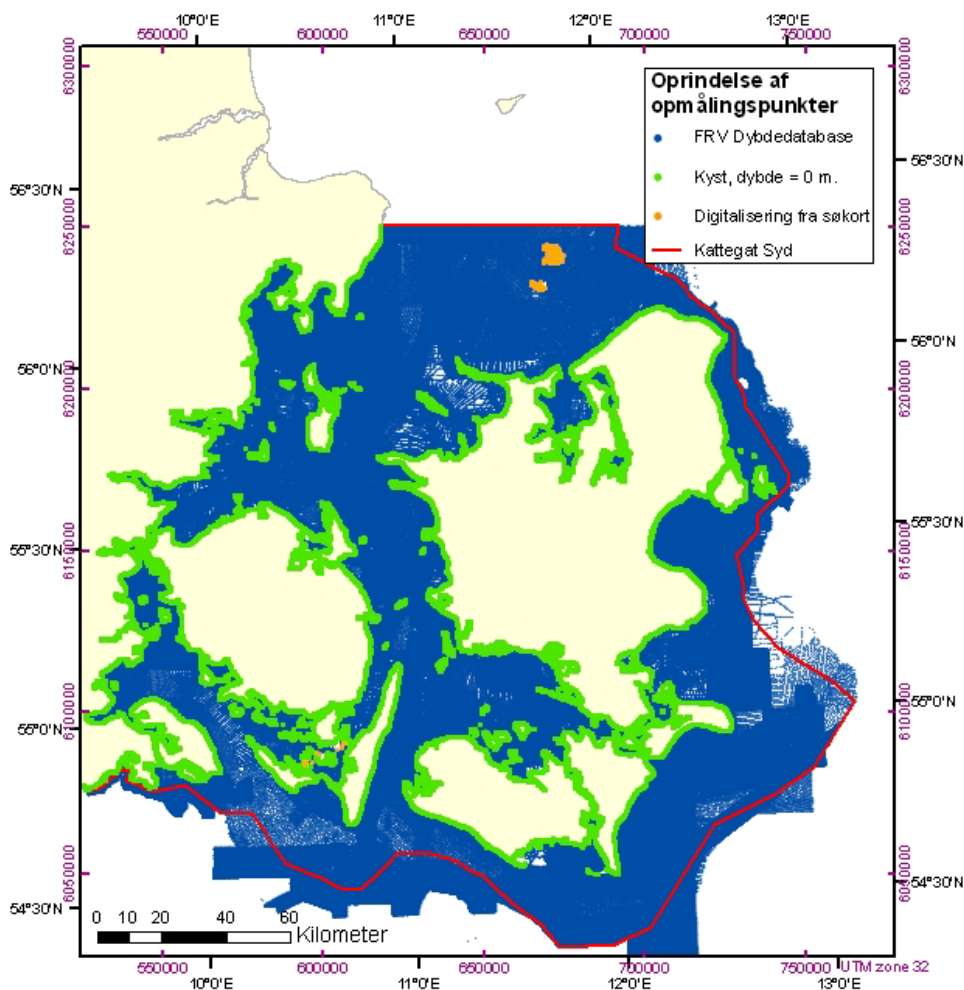 10°0'E 11°0'E 12°0'E 13°0'E
550000 600000 650000 700000 750000
Oprindelse af
opmålingspunkter
FRV Dybdedatabase
Kyst, dybde = 0 m.
Digitalisering fra søkort
Kattegat Syd
6300000 6300000
56°30'N 56°30'N
6250000 6250000
56°0'N 56°0'N
6200000 6200000
55°30'N 55°30'N
6150000 6150000
55°0'N 55°0'N
6100000 6100000
54°30'N 54°30'N
6050000 6050000
0 10 20 40 60
Kilometer
550000 600000 650000 700000 750000 UTM zone 32
10°0'E 11°0'E 12°0'E 13°0'E